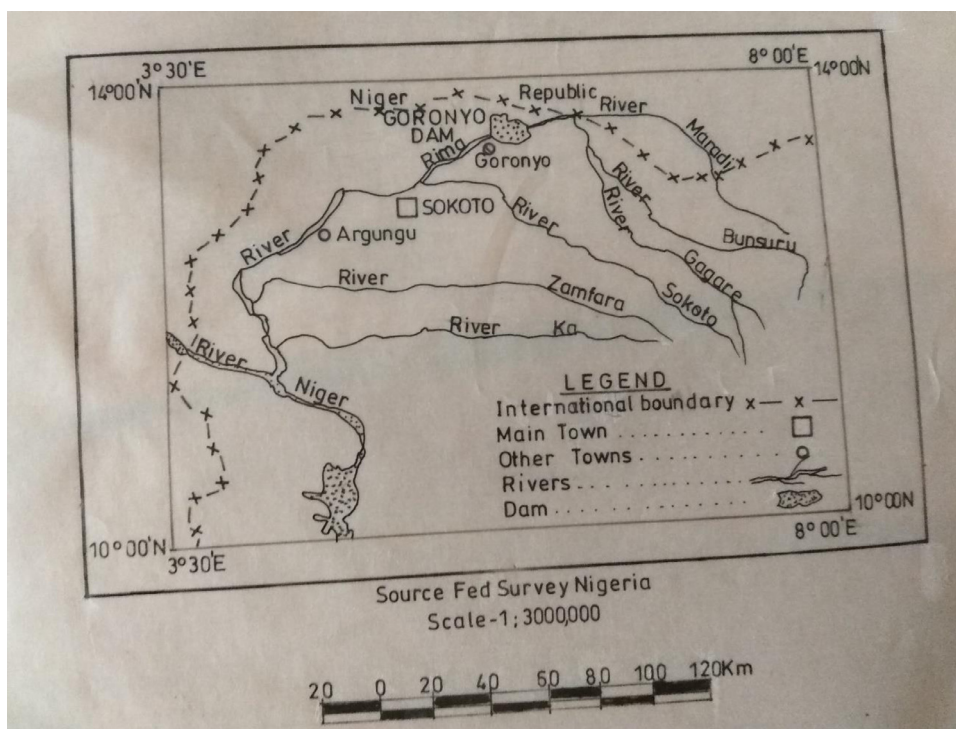 3° 30'E
8° 00'E
14°00'N
14°00N
Niger Republic
River Maradi
GORONYO
DAM
Rima
Goronyo
River Bunsuru
River Gagare
SOKOTO
River Sokoto
River
Argungu
River Zamfara
River Ka
River Niger
LEGEND
International boundary x— x —
Main Town ..............
Other Towns ............
Rivers .................
Dam ....................
10° 00'N
10°00N
3°30'E
8° 00'E
Source Fed Survey Nigeria
Scale-1;3000,000
20 0 20 40 60 80 100 120Km